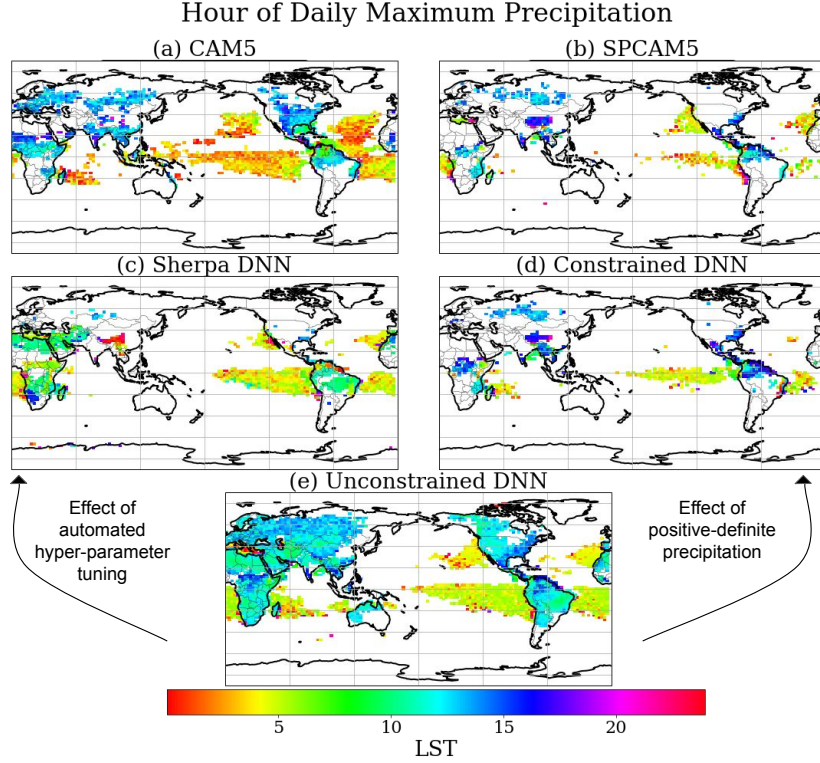 Hour of Daily Maximum Precipitation
(a) CAM5
(b) SPCAM5
(c) Sherpa DNN
(d) Constrained DNN
(e) Unconstrained DNN
Effect of
automated
hyper-parameter
tuning
Effect of
positive-definite
precipitation
5 10 15 20
LST